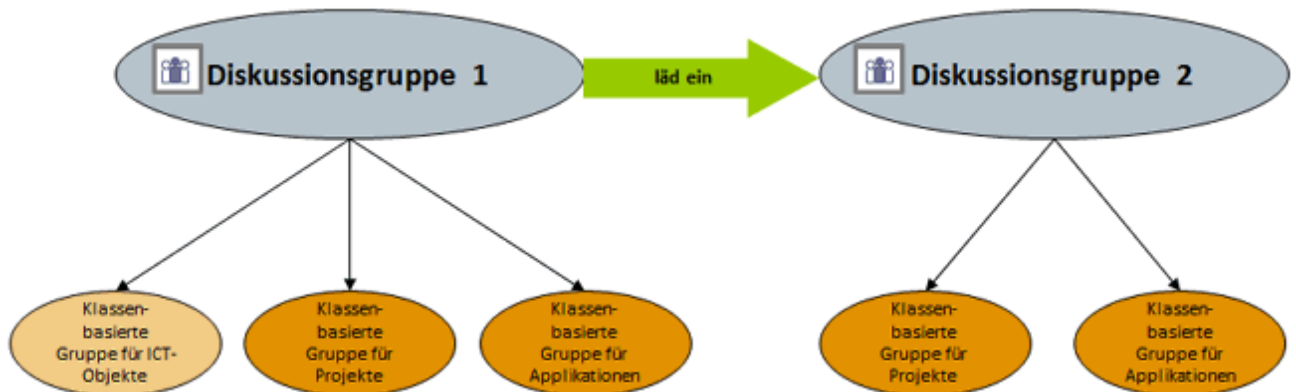 Diskussionsgruppe 1
läd ein
Diskussionsgruppe 2
Klassen-
basierte
Gruppe für ICT-
Objekte
Klassen-
basierte
Gruppe für
Projekte
Klassen-
basierte
Gruppe für
Applikationen
Klassen-
basierte
Gruppe für
Projekte
Klassen-
basierte
Gruppe für
Applikationen